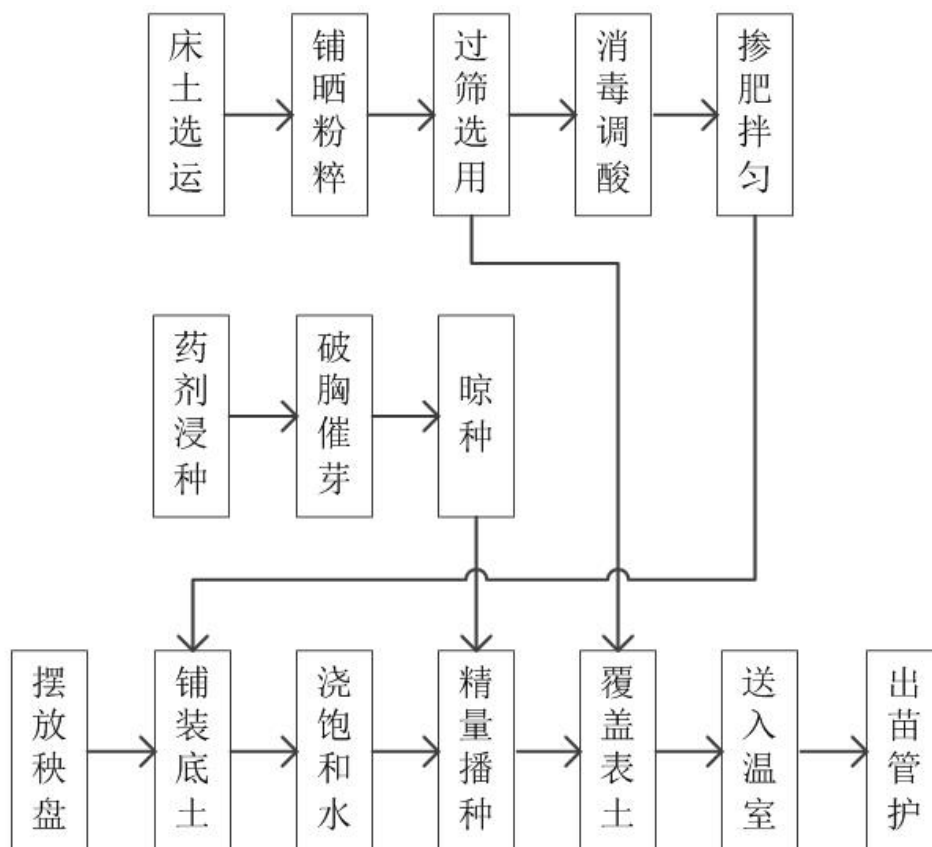 床土选运
铺晒粉粹
过筛选用
消毒调酸
掺肥拌匀
药剂浸种
破胸催芽
晾种
摆放秧盘
铺装底土
浇饱和水
精量播种
覆盖表土
送入温室
出苗管护